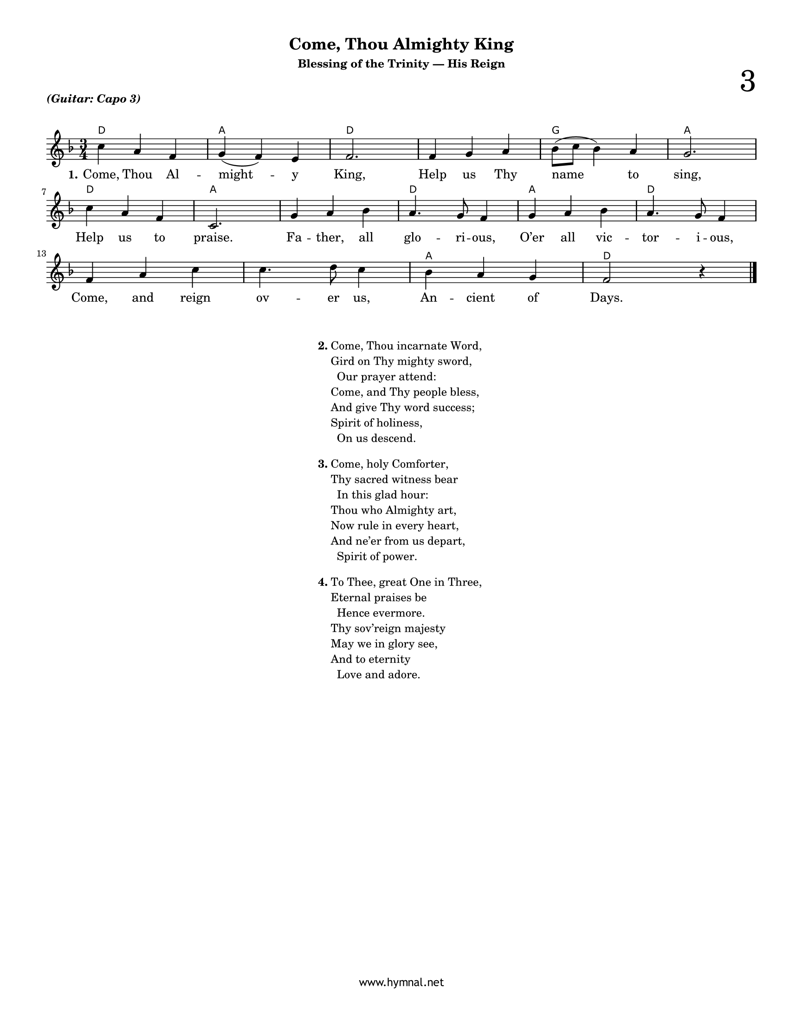 Come, Thou Almighty King
Blessing of the Trinity — His Reign
3
(Guitar: Capo 3)
D A D G A
3
4
1. Come, Thou Al - might - y King, Help us Thy name to sing,
7
D A D A D
Help us to praise. Fa - ther, all glo - ri - ous, O’er all vic - tor - i - ous,
13
A D
Come, and reign ov - er us, An - cient of Days.
2. Come, Thou incarnate Word,
Gird on Thy mighty sword,
Our prayer attend:
Come, and Thy people bless,
And give Thy word success;
Spirit of holiness,
On us descend.
3. Come, holy Comforter,
Thy sacred witness bear
In this glad hour:
Thou who Almighty art,
Now rule in every heart,
And ne’er from us depart,
Spirit of power.
4. To Thee, great One in Three,
Eternal praises be
Hence evermore.
Thy sov’reign majesty
May we in glory see,
And to eternity
Love and adore.
www.hymnal.net